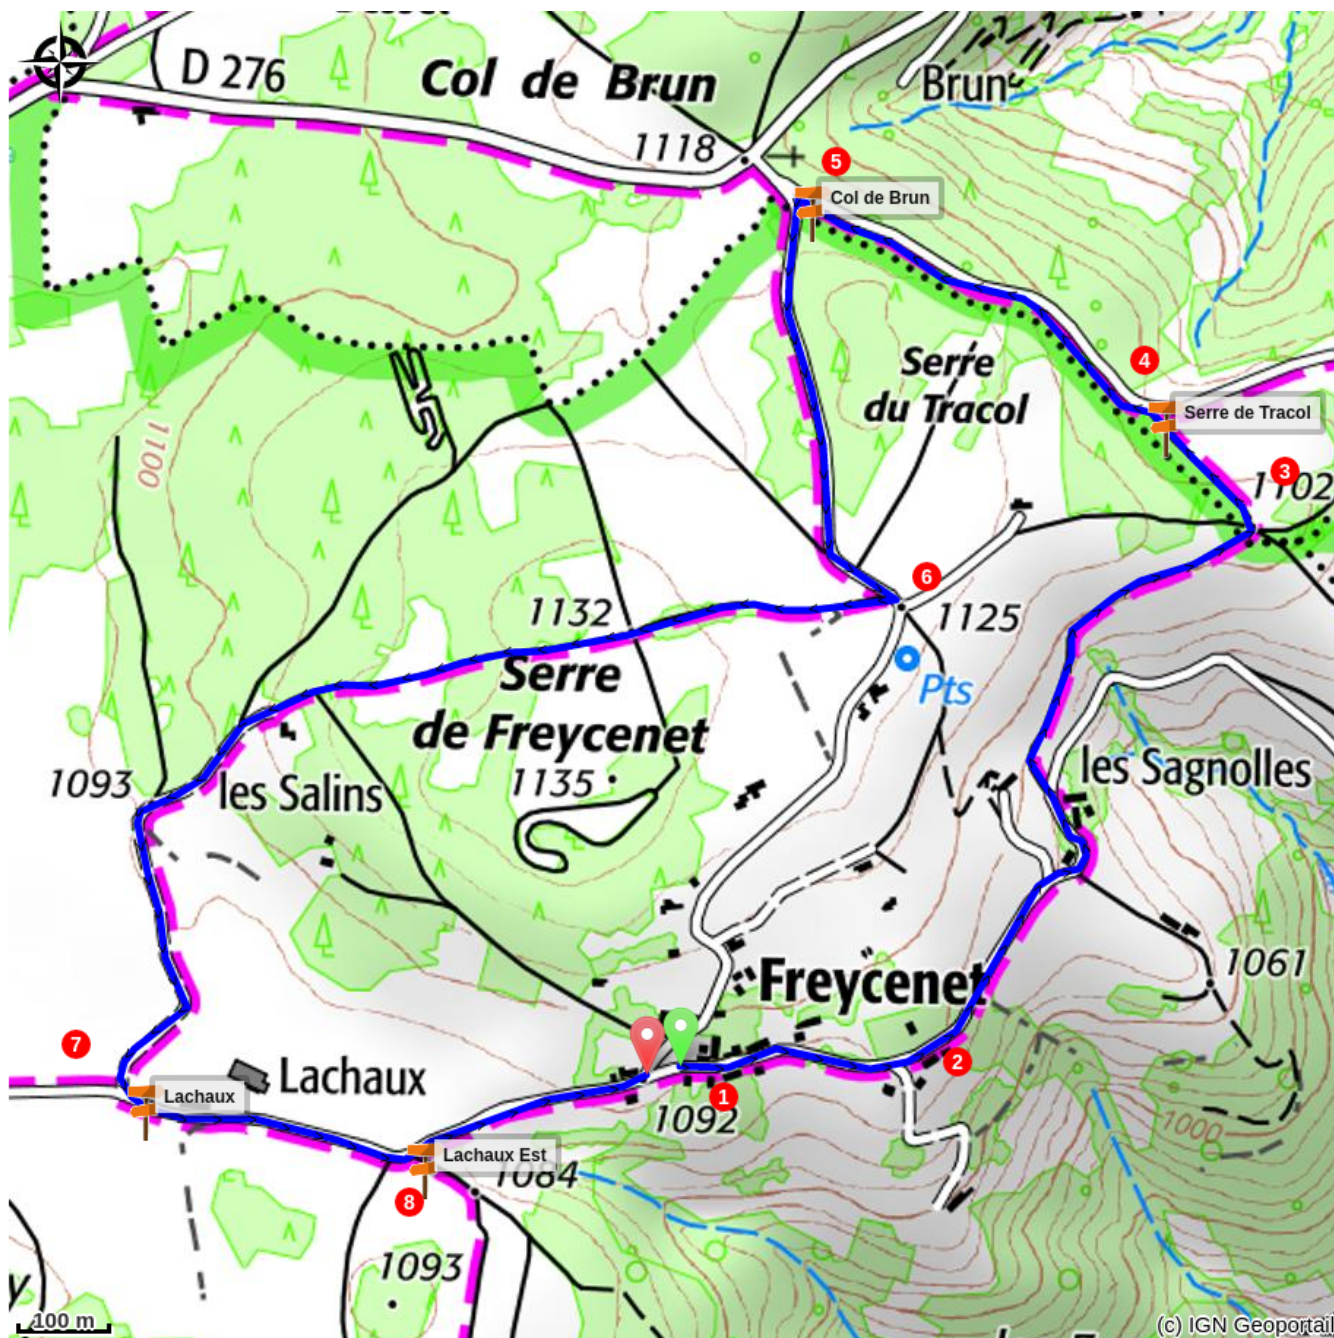 D 276
Col de Brun
Brun
1118
5
Col de Brun
4
Serre
du Tracol
Serre de Tracol
3
1102
1100
6
1132
1125
Serre
de Freycenet
Pts
1135
1093
les Salins
les Sagnolles
1061
Freycenet
7
Lachaux
2
Lachaux
1
1092
1000
Lachaux Est
1084
8
1093
y
100 m
(c) IGN Geoportail